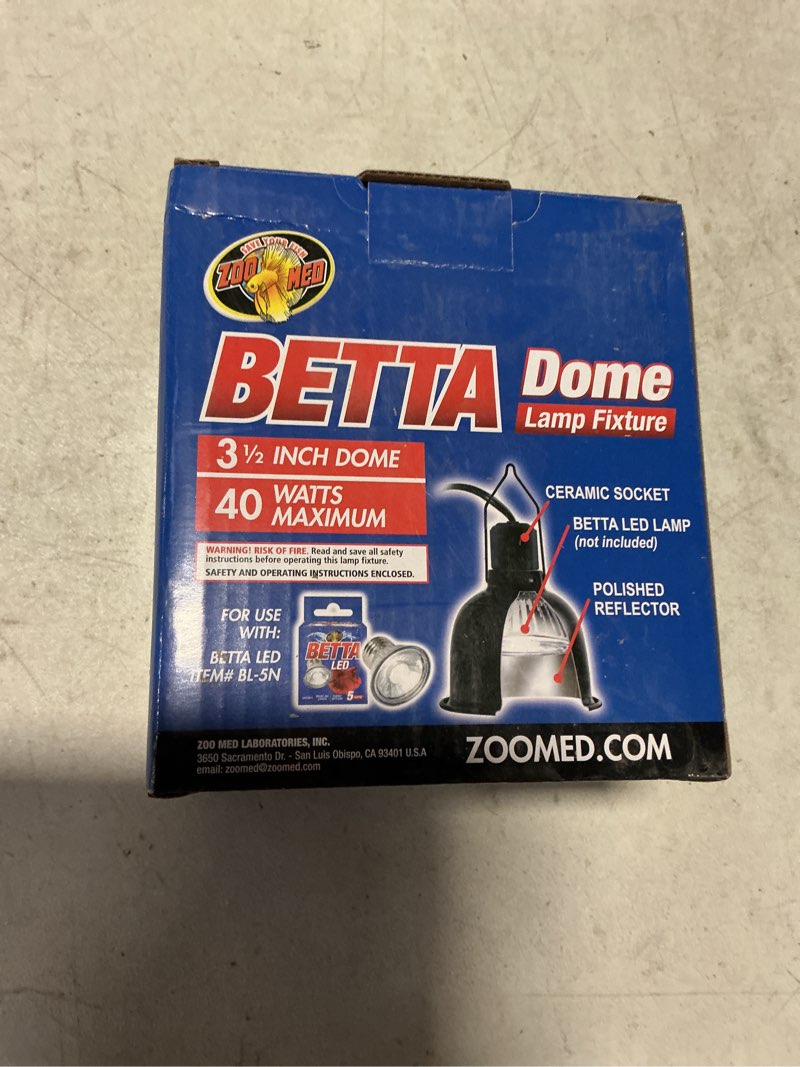 SAVE YOUR FISH
ZOO MED
BETTA Dome
Lamp Fixture
3 1/2 INCH DOME
40 WATTS
MAXIMUM
WARNING! RISK OF FIRE. Read and save all safety
instructions before operating this lamp fixture.
SAFETY AND OPERATING INSTRUCTIONS ENCLOSED.
CERAMIC SOCKET
BETTA LED LAMP
(not included)
POLISHED
REFLECTOR
FOR USE
WITH:
BETTA LED
ITEM# BL-5N
BETTA
LED
5
ZOO MED LABORATORIES, INC.
3650 Sacramento Dr. - San Luis Obispo, CA 93401 U.S.A
email: zoomed@zoomed.com
ZOOMED.COM